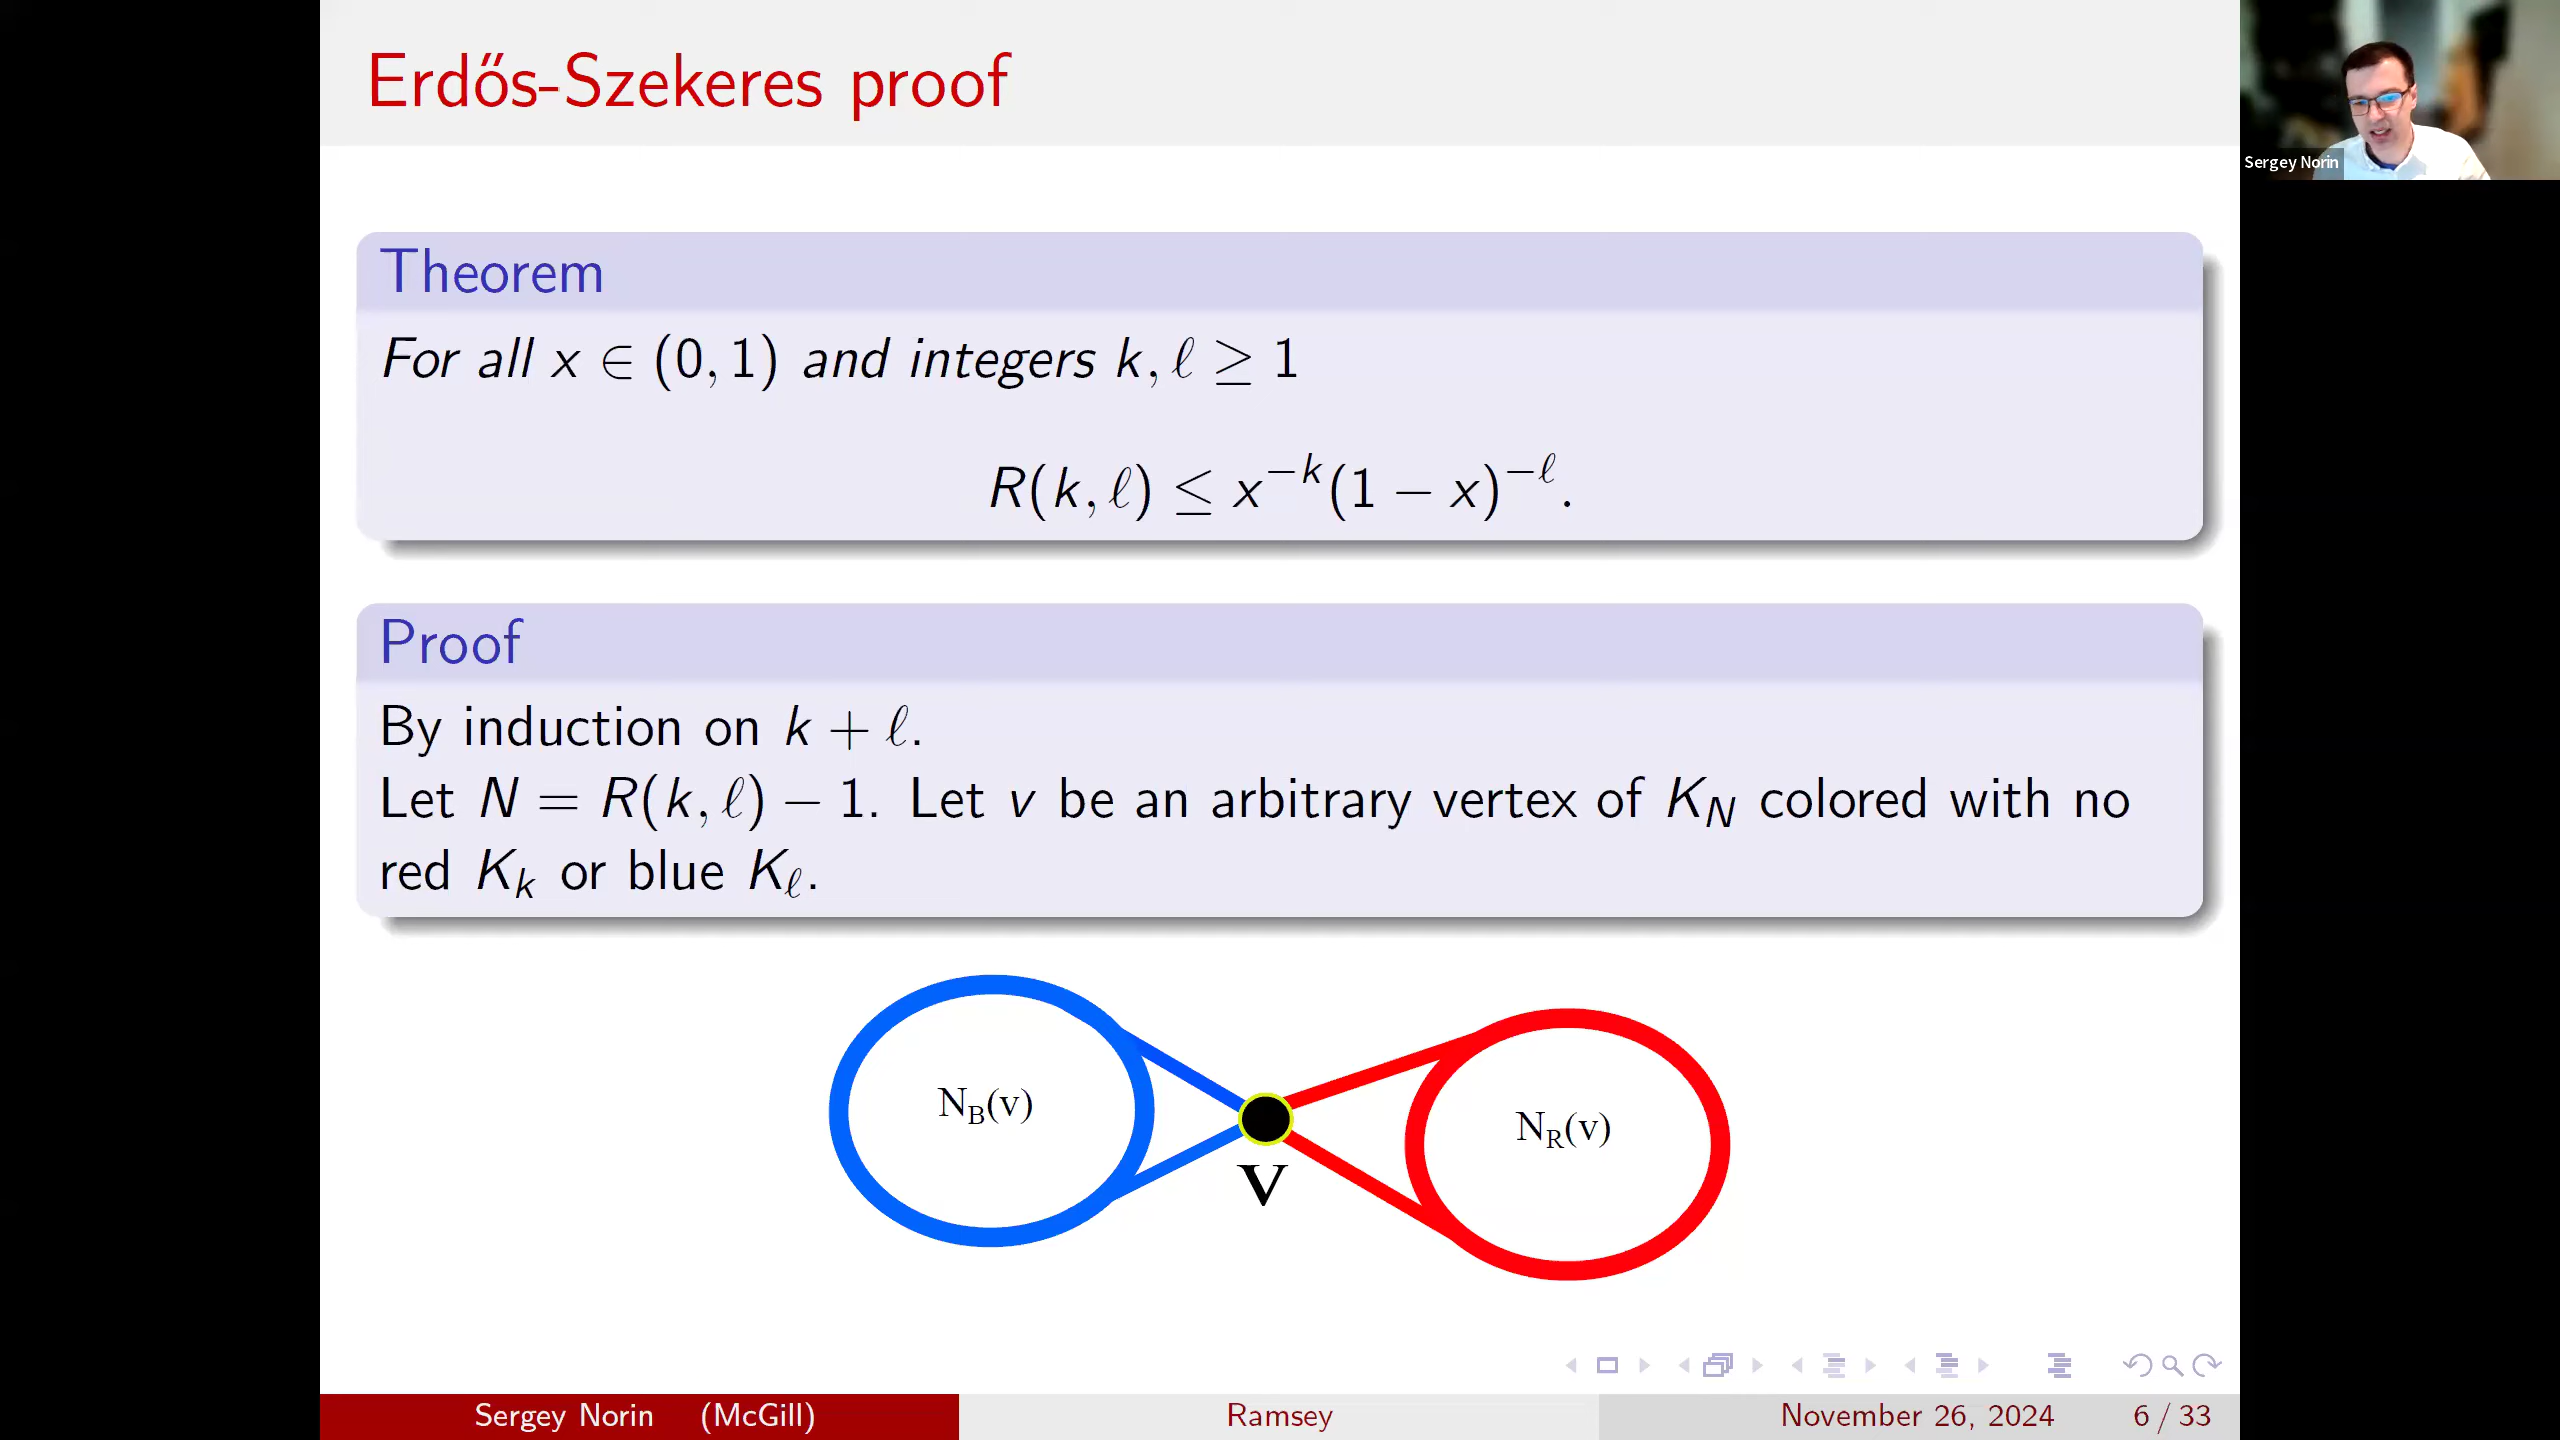 Erdős-Szekeres proof
Sergey Norin
Theorem
For all x ∈ (0, 1) and integers k, ℓ ≥ 1
R(k, ℓ) ≤ x^{−k}(1 − x)^{−ℓ}.
Proof
By induction on k + ℓ.
Let N = R(k, ℓ) − 1. Let v be an arbitrary vertex of K_N colored with no
red K_k or blue K_ℓ.
N_B(v)
N_R(v)
v
Sergey Norin (McGill)
Ramsey
November 26, 2024
6 / 33